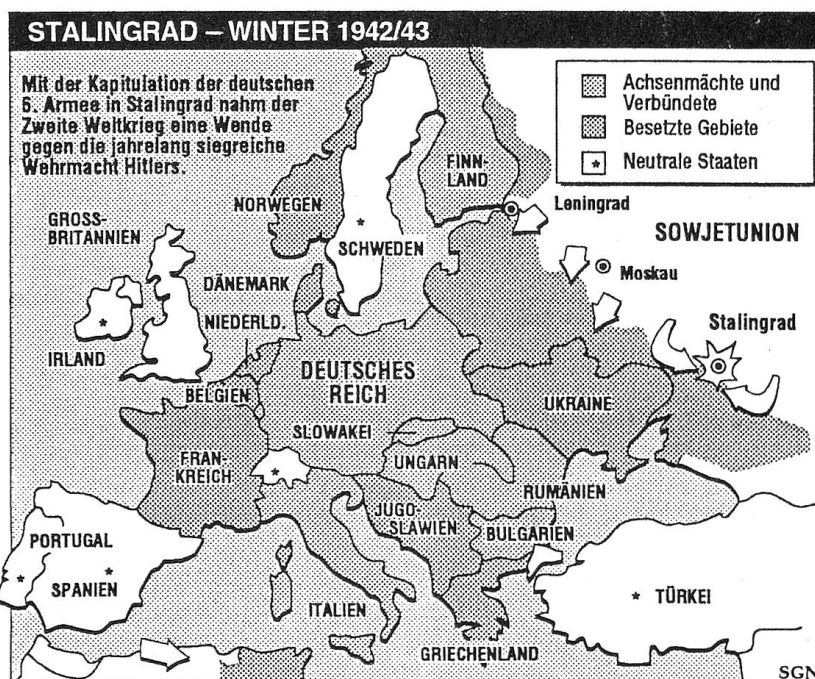 STALINGRAD – WINTER 1942/43
Mit der Kapitulation der deutschen
6. Armee in Stalingrad nahm der
Zweite Weltkrieg eine Wende
gegen die jahrelang siegreiche
Wehrmacht Hitlers.
Achsenmächte und
Verbündete
Besetzte Gebiete
Neutrale Staaten
FINN-
LAND
NORWEGEN
Leningrad
GROSS-
BRITANNIEN
SOWJETUNION
SCHWEDEN
Moskau
DÄNEMARK
NIEDERLD.
Stalingrad
IRLAND
DEUTSCHES
REICH
BELGIEN
UKRAINE
SLOWAKEI
FRAN-
KREICH
UNGARN
RUMÄNIEN
JUGO-
SLAWIEN
BULGARIEN
PORTUGAL
SPANIEN
TÜRKEI
ITALIEN
GRIECHENLAND
SGN